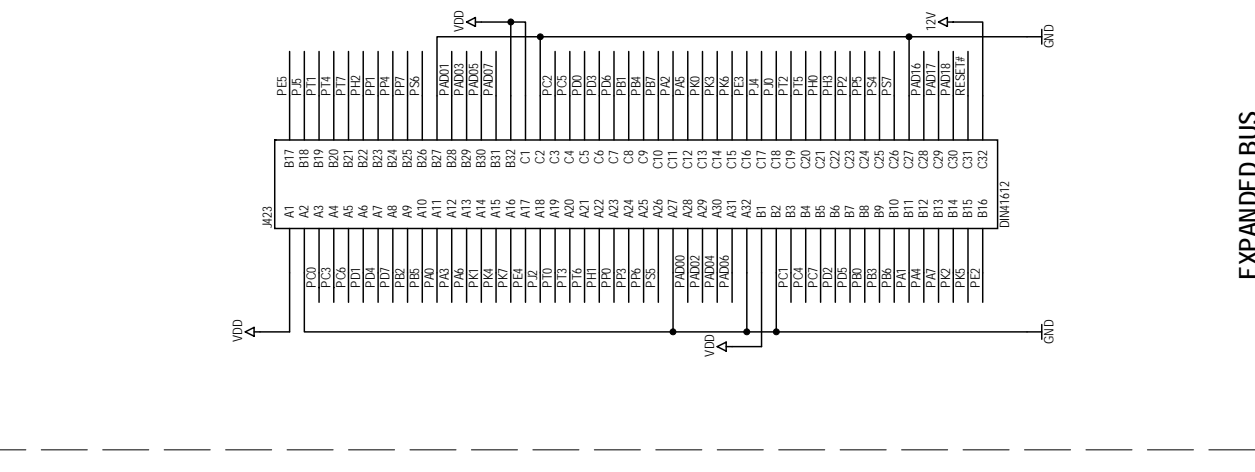 VDD
12V
GND
PE5
PJ5
PT1
PT4
PT7
PH2
PP1
PP4
PP7
PS6
PAD01
PAD03
PAD05
PAD07
PC2
PC5
PD0
PD3
PD6
PB1
PB4
PB7
PA2
PA5
PK0
PK3
PK6
PE3
PJ4
PJ0
PT2
PT5
PH0
PH3
PP2
PP5
PS4
PS7
PAD16
PAD17
PAD18
RESET#
B17
B18
B19
B20
B21
B22
B23
B24
B25
B26
B27
B28
B29
B30
B31
B32
C1
C2
C3
C4
C5
C6
C7
C8
C9
C10
C11
C12
C13
C14
C15
C16
C17
C18
C19
C20
C21
C22
C23
C24
C25
C26
C27
C28
C29
C30
C31
C32
J423
A1
A2
A3
A4
A5
A6
A7
A8
A9
A10
A11
A12
A13
A14
A15
A16
A17
A18
A19
A20
A21
A22
A23
A24
A25
A26
A27
A28
A29
A30
A31
A32
B1
B2
B3
B4
B5
B6
B7
B8
B9
B10
B11
B12
B13
B14
B15
B16
DIN41612
PC0
PC3
PC6
PD1
PD4
PD7
PB2
PB5
PA0
PA3
PA6
PK1
PK4
PK7
PE4
PJ2
PT0
PT3
PT6
PH1
PP0
PP3
PP6
PS5
PAD00
PAD02
PAD04
PAD06
PC1
PC4
PC7
PD2
PD5
PB0
PB3
PB6
PA1
PA4
PA7
PK2
PK5
PE2
VDD
VDD
GND
EXPANDED BUS